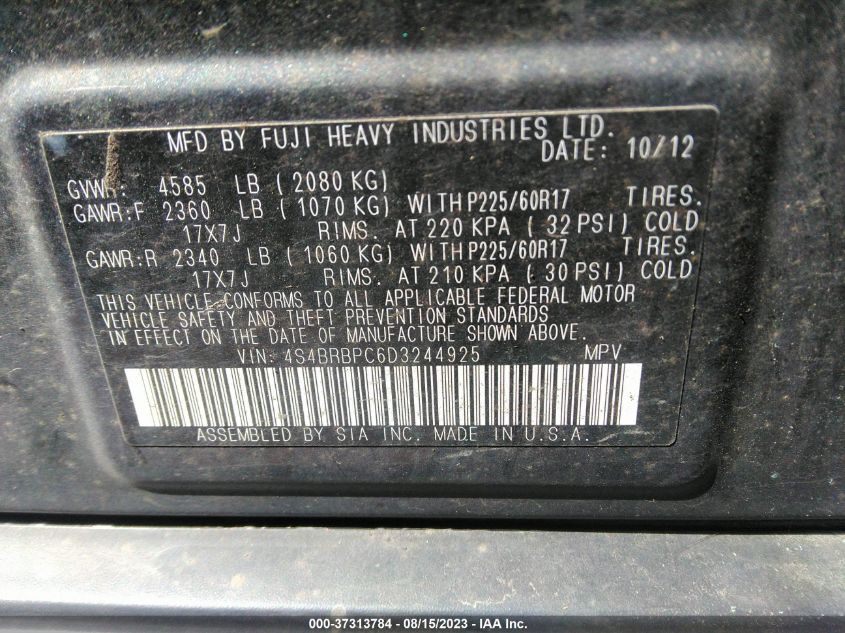 MFD BY FUJI HEAVY INDUSTRIES LTD.
DATE: 10/12
GVWR: 4585 LB ( 2080 KG)
GAWR:F 2360 LB ( 1070 KG) WITH P225/60R17 TIRES.
17X7J RIMS. AT 220 KPA ( 32 PSI) COLD
GAWR:R 2340 LB ( 1060 KG) WITH P225/60R17 TIRES.
17X7J RIMS. AT 210 KPA ( 30 PSI) COLD
THIS VEHICLE CONFORMS TO ALL APPLICABLE FEDERAL MOTOR
VEHICLE SAFETY AND THEFT PREVENTION STANDARDS
IN EFFECT ON THE DATE OF MANUFACTURE SHOWN ABOVE.
VIN: 4S4BRBPC6D3244925 MPV
ASSEMBLED BY SIA INC. MADE IN U.S.A.
000-37313784 - 08/15/2023 - IAAI.com